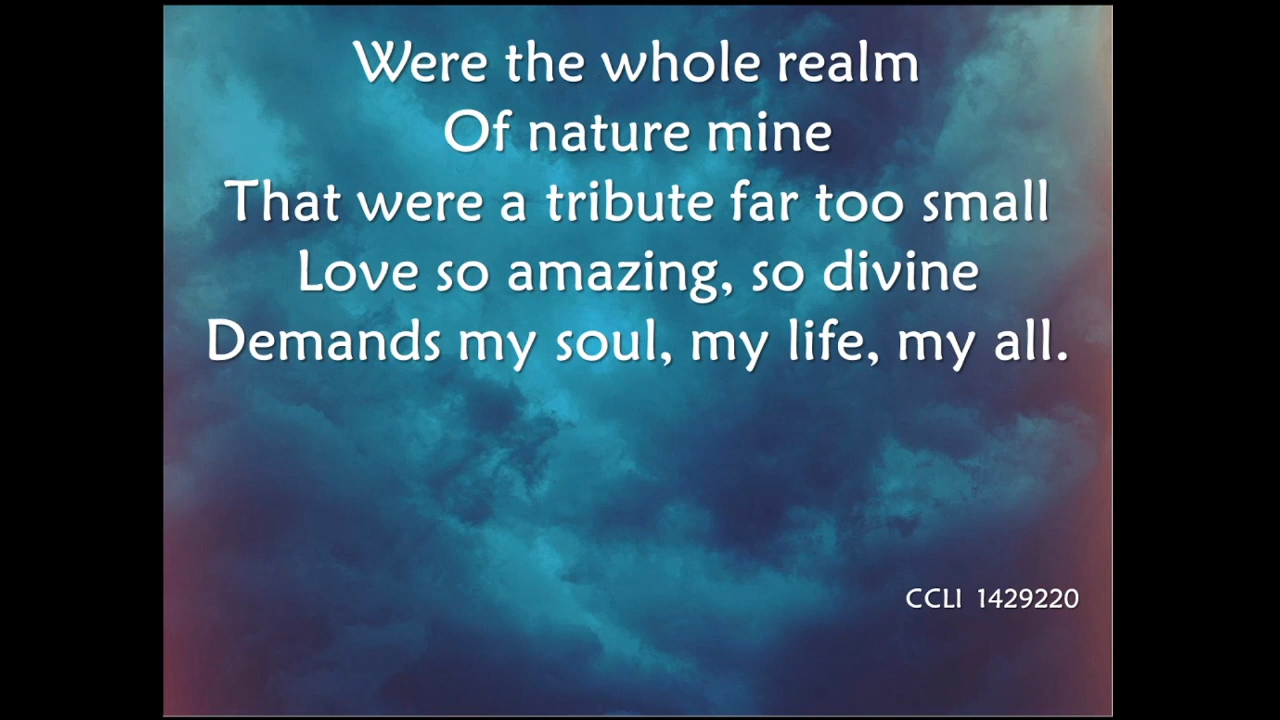 Were the whole realm
Of nature mine
That were a tribute far too small
Love so amazing, so divine
Demands my soul, my life, my all.
CCLI 1429220